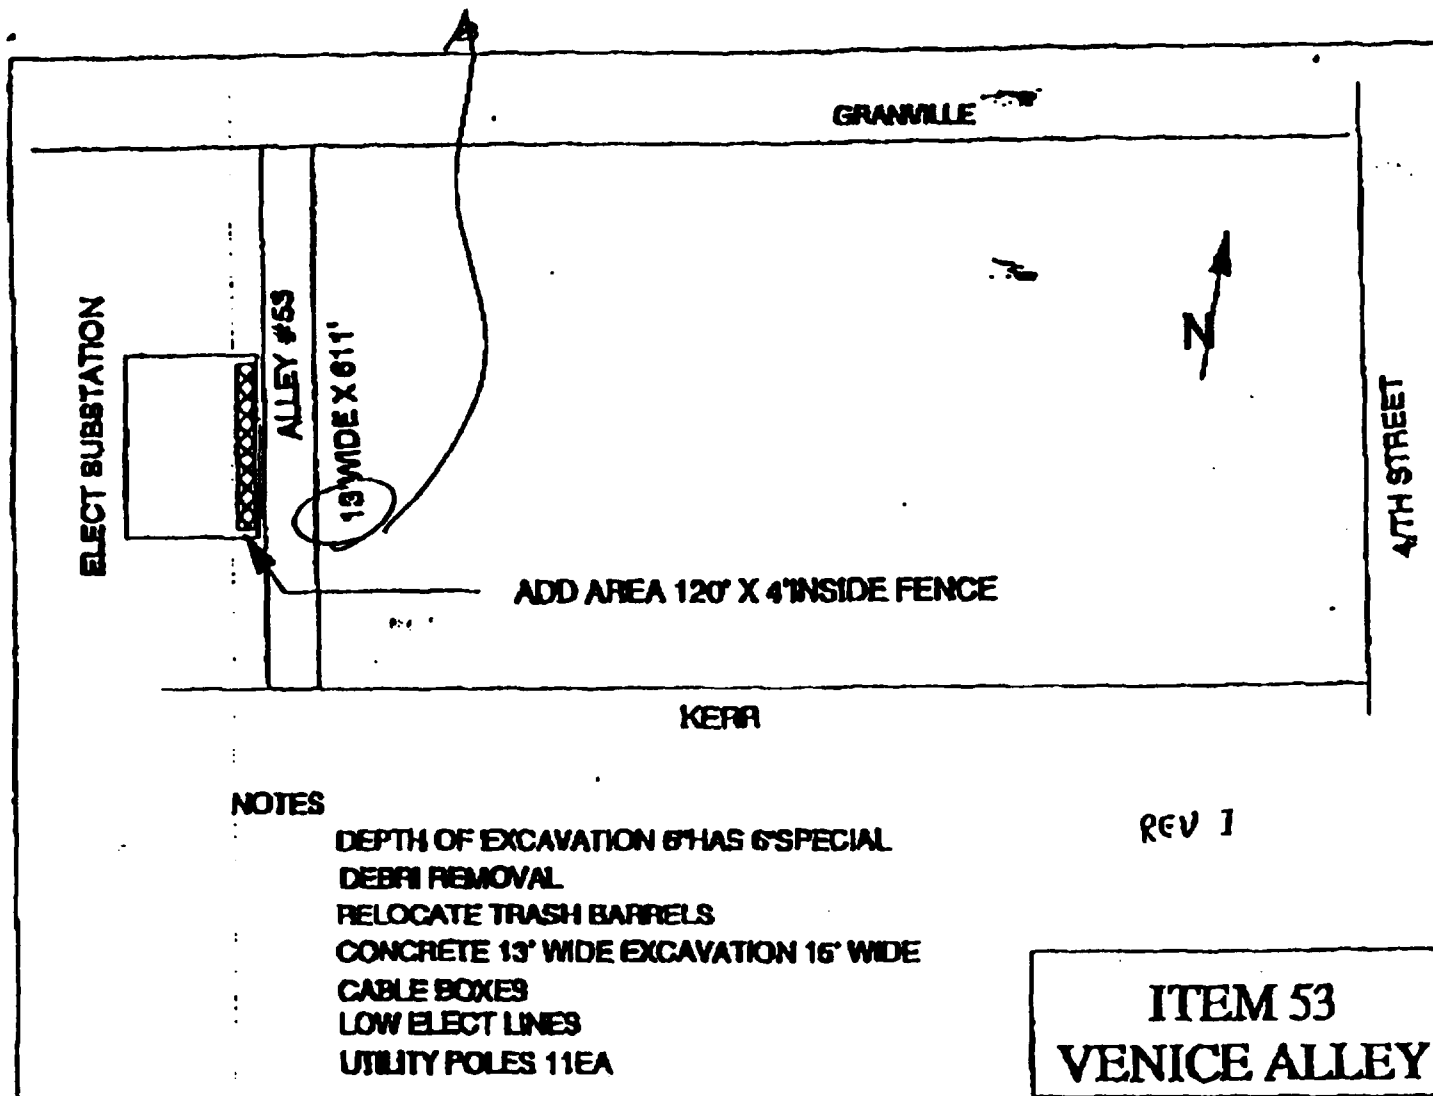 GRANVILLE
ELECT SUBSTATION
ALLEY #53
13' WIDE X 611'
N
4TH STREET
ADD AREA 120' X 4' INSIDE FENCE
KERR
NOTES
DEPTH OF EXCAVATION 6" HAS 6" SPECIAL
DEBRI REMOVAL
RELOCATE TRASH BARRELS
CONCRETE 13' WIDE EXCAVATION 15' WIDE
CABLE BOXES
LOW ELECT LINES
UTILITY POLES 11EA
REV 1
ITEM 53
VENICE ALLEY